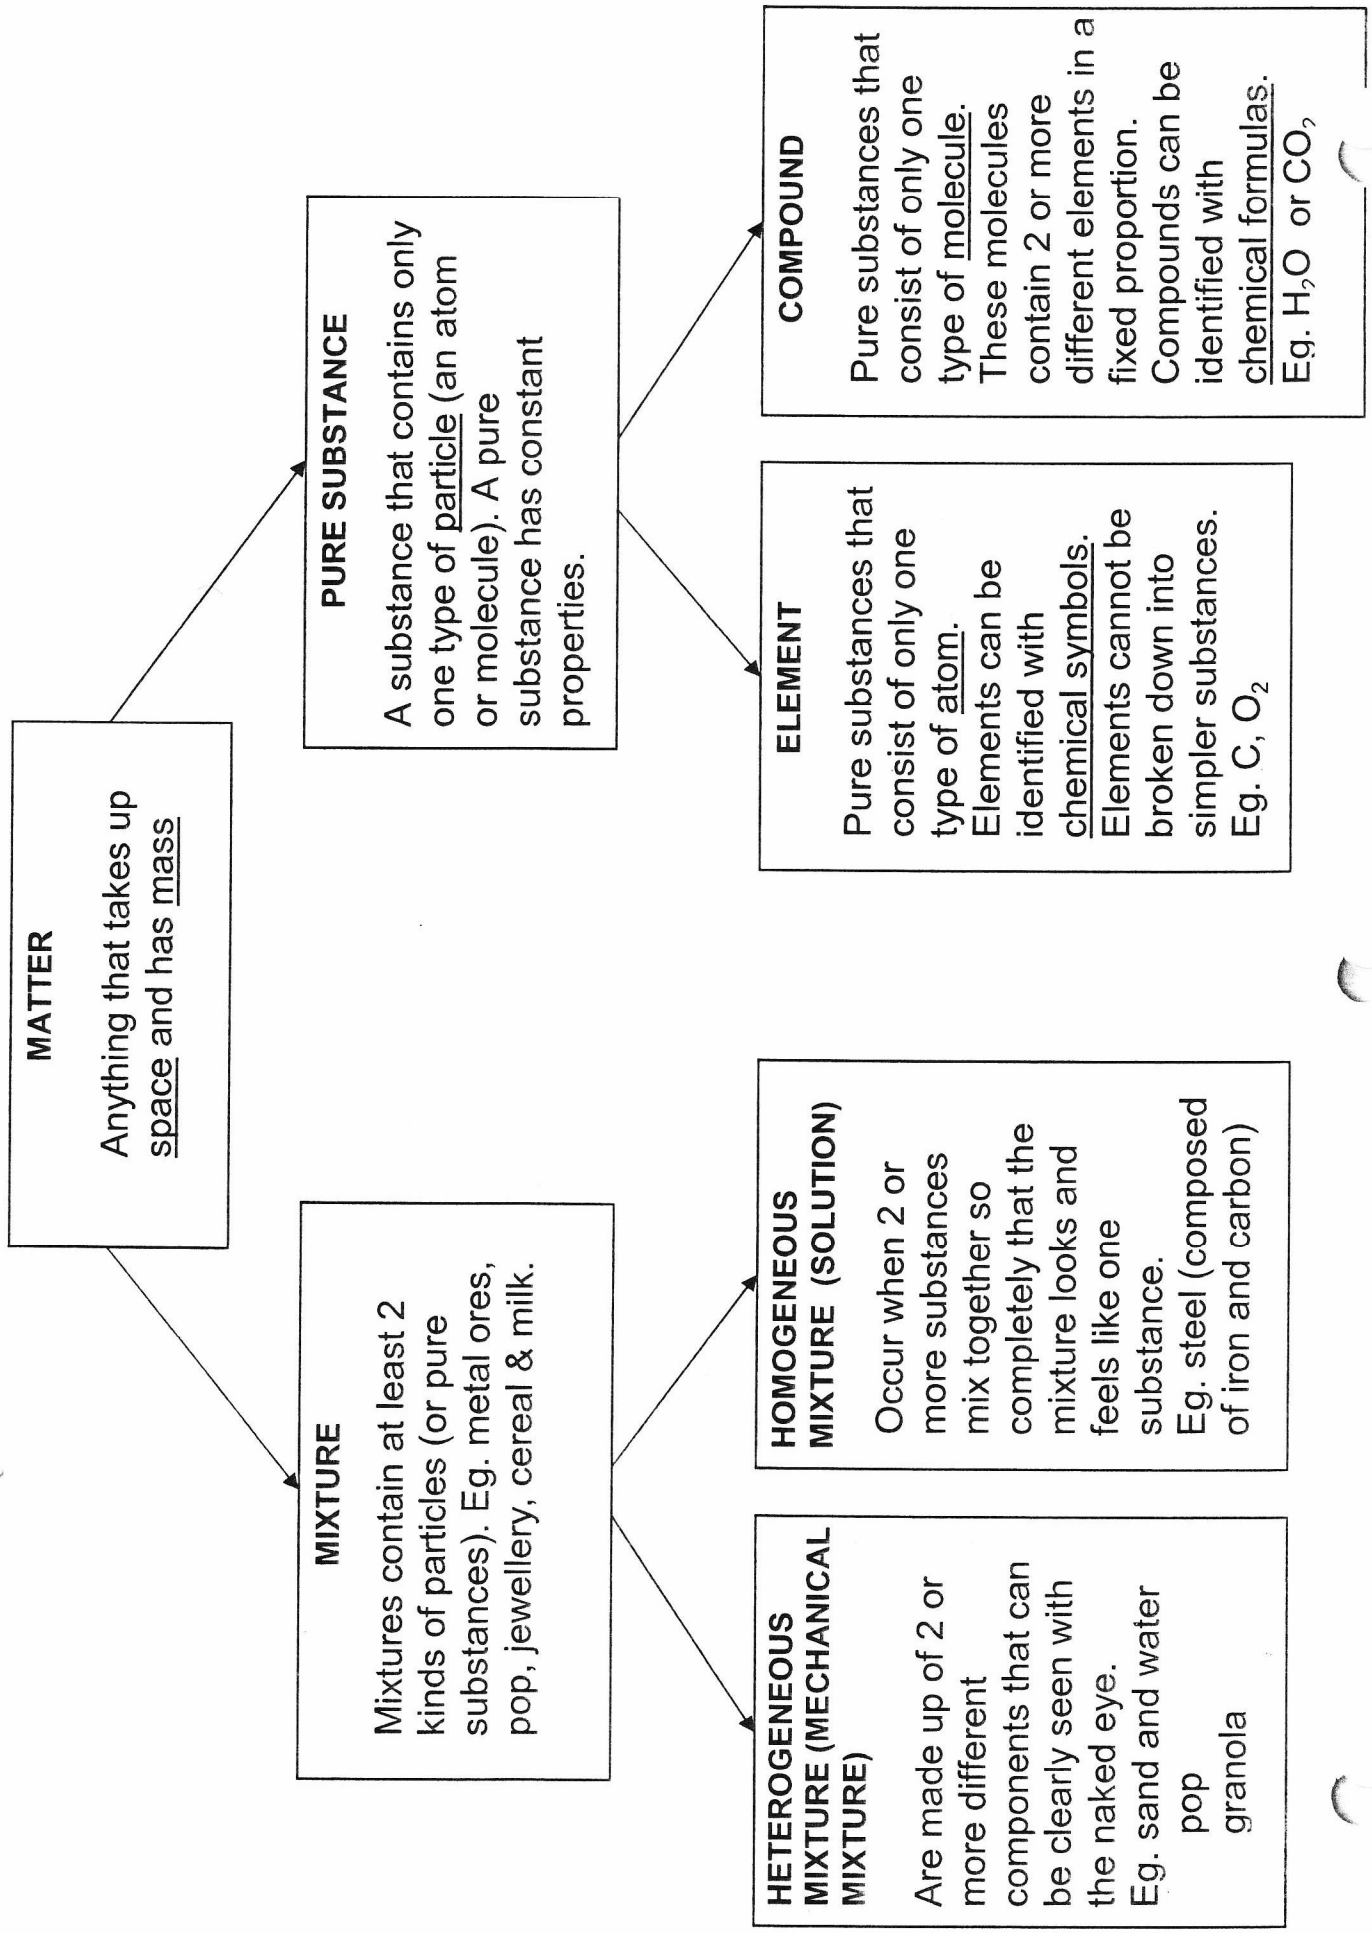 MATTER
Anything that takes up
space and has mass
MIXTURE
Mixtures contain at least 2
kinds of particles (or pure
substances). Eg. metal ores,
pop, jewellery, cereal & milk.
PURE SUBSTANCE
A substance that contains only
one type of particle (an atom
or molecule). A pure
substance has constant
properties.
HETEROGENEOUS
MIXTURE (MECHANICAL
MIXTURE)
Are made up of 2 or
more different
components that can
be clearly seen with
the naked eye.
Eg. sand and water
pop
granola
HOMOGENEOUS
MIXTURE (SOLUTION)
Occur when 2 or
more substances
mix together so
completely that the
mixture looks and
feels like one
substance.
Eg. steel (composed
of iron and carbon)
ELEMENT
Pure substances that
consist of only one
type of atom.
Elements can be
identified with
chemical symbols.
Elements cannot be
broken down into
simpler substances.
Eg. C, O₂
COMPOUND
Pure substances that
consist of only one
type of molecule.
These molecules
contain 2 or more
different elements in a
fixed proportion.
Compounds can be
identified with
chemical formulas.
Eg. H₂O or CO₂